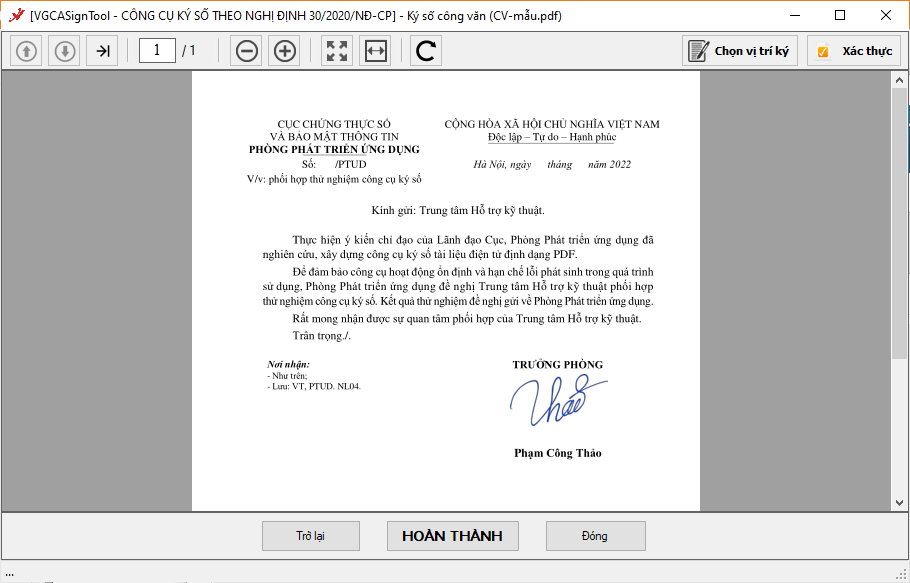 [VGCASignTool - CÔNG CỤ KÝ SỐ THEO NGHỊ ĐỊNH 30/2020/NĐ-CP] - Ký số công văn (CV-mẫu.pdf)
1 / 1
Chọn vị trí ký
Xác thực
CỤC CHỨNG THỰC SỐ
VÀ BẢO MẬT THÔNG TIN
PHÒNG PHÁT TRIỂN ỨNG DỤNG
Số: /PTUD
V/v: phối hợp thử nghiệm công cụ ký số
CỘNG HÒA XÃ HỘI CHỦ NGHĨA VIỆT NAM
Độc lập – Tự do – Hạnh phúc
Hà Nội, ngày tháng năm 2022
Kính gửi: Trung tâm Hỗ trợ kỹ thuật.
Thực hiện ý kiến chỉ đạo của Lãnh đạo Cục, Phòng Phát triển ứng dụng đã
nghiên cứu, xây dựng công cụ ký số tài liệu điện tử định dạng PDF.
Để đảm bảo công cụ hoạt động ổn định và hạn chế lỗi phát sinh trong quá trình
sử dụng, Phòng Phát triển ứng dụng đề nghị Trung tâm Hỗ trợ kỹ thuật phối hợp
thử nghiệm công cụ ký số. Kết quả thử nghiệm đề nghị gửi về Phòng Phát triển ứng dụng.
Rất mong nhận được sự quan tâm phối hợp của Trung tâm Hỗ trợ kỹ thuật.
Trân trọng./.
Nơi nhận:
- Như trên;
- Lưu: VT, PTUD. NL04.
TRƯỞNG PHÒNG
Thảo
Phạm Công Thảo
Trở lại
HOÀN THÀNH
Đóng
...